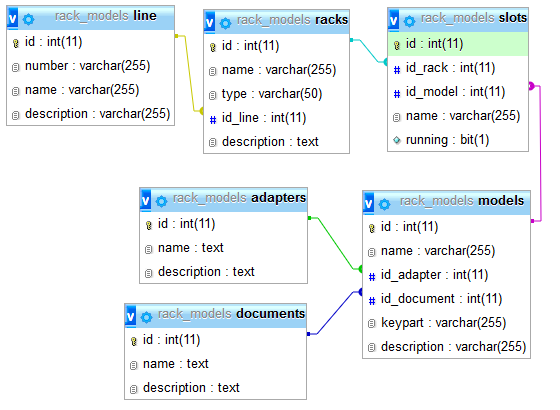 v rack_models line
id : int(11)
number : varchar(255)
name : varchar(255)
description : varchar(255)
v rack_models racks
id : int(11)
name : varchar(255)
type : varchar(50)
# id_line : int(11)
description : text
v rack_models slots
id : int(11)
# id_rack : int(11)
# id_model : int(11)
name : varchar(255)
running : bit(1)
v rack_models adapters
id : int(11)
name : text
description : text
v rack_models models
id : int(11)
name : varchar(255)
# id_adapter : int(11)
# id_document : int(11)
keypart : varchar(255)
description : varchar(255)
v rack_models documents
id : int(11)
name : text
description : text